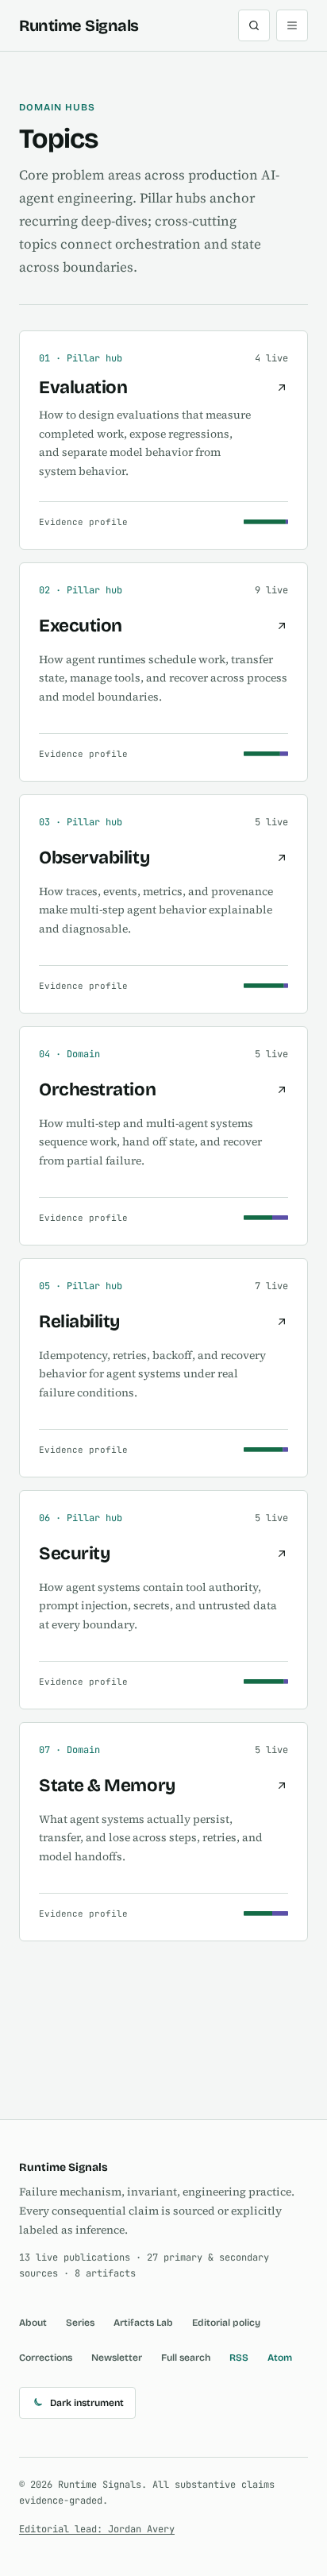 Runtime Signals
DOMAIN HUBS
Topics
Core problem areas across production AI-
agent engineering. Pillar hubs anchor
recurring deep-dives; cross-cutting
topics connect orchestration and state
across boundaries.
01 · Pillar hub 4 live
Evaluation
How to design evaluations that measure
completed work, expose regressions,
and separate model behavior from
system behavior.
Evidence profile
02 · Pillar hub 9 live
Execution
How agent runtimes schedule work, transfer
state, manage tools, and recover across process
and model boundaries.
Evidence profile
03 · Pillar hub 5 live
Observability
How traces, events, metrics, and provenance
make multi-step agent behavior explainable
and diagnosable.
Evidence profile
04 · Domain 5 live
Orchestration
How multi-step and multi-agent systems
sequence work, hand off state, and recover
from partial failure.
Evidence profile
05 · Pillar hub 7 live
Reliability
Idempotency, retries, backoff, and recovery
behavior for agent systems under real
failure conditions.
Evidence profile
06 · Pillar hub 5 live
Security
How agent systems contain tool authority,
prompt injection, secrets, and untrusted data
at every boundary.
Evidence profile
07 · Domain 5 live
State & Memory
What agent systems actually persist,
transfer, and lose across steps, retries, and
model handoffs.
Evidence profile
Runtime Signals
Failure mechanism, invariant, engineering practice.
Every consequential claim is sourced or explicitly
labeled as inference.
13 live publications · 27 primary & secondary
sources · 8 artifacts
About Series Artifacts Lab Editorial policy
Corrections Newsletter Full search RSS Atom
Dark instrument
© 2026 Runtime Signals. All substantive claims
evidence-graded.
Editorial lead: Jordan Avery